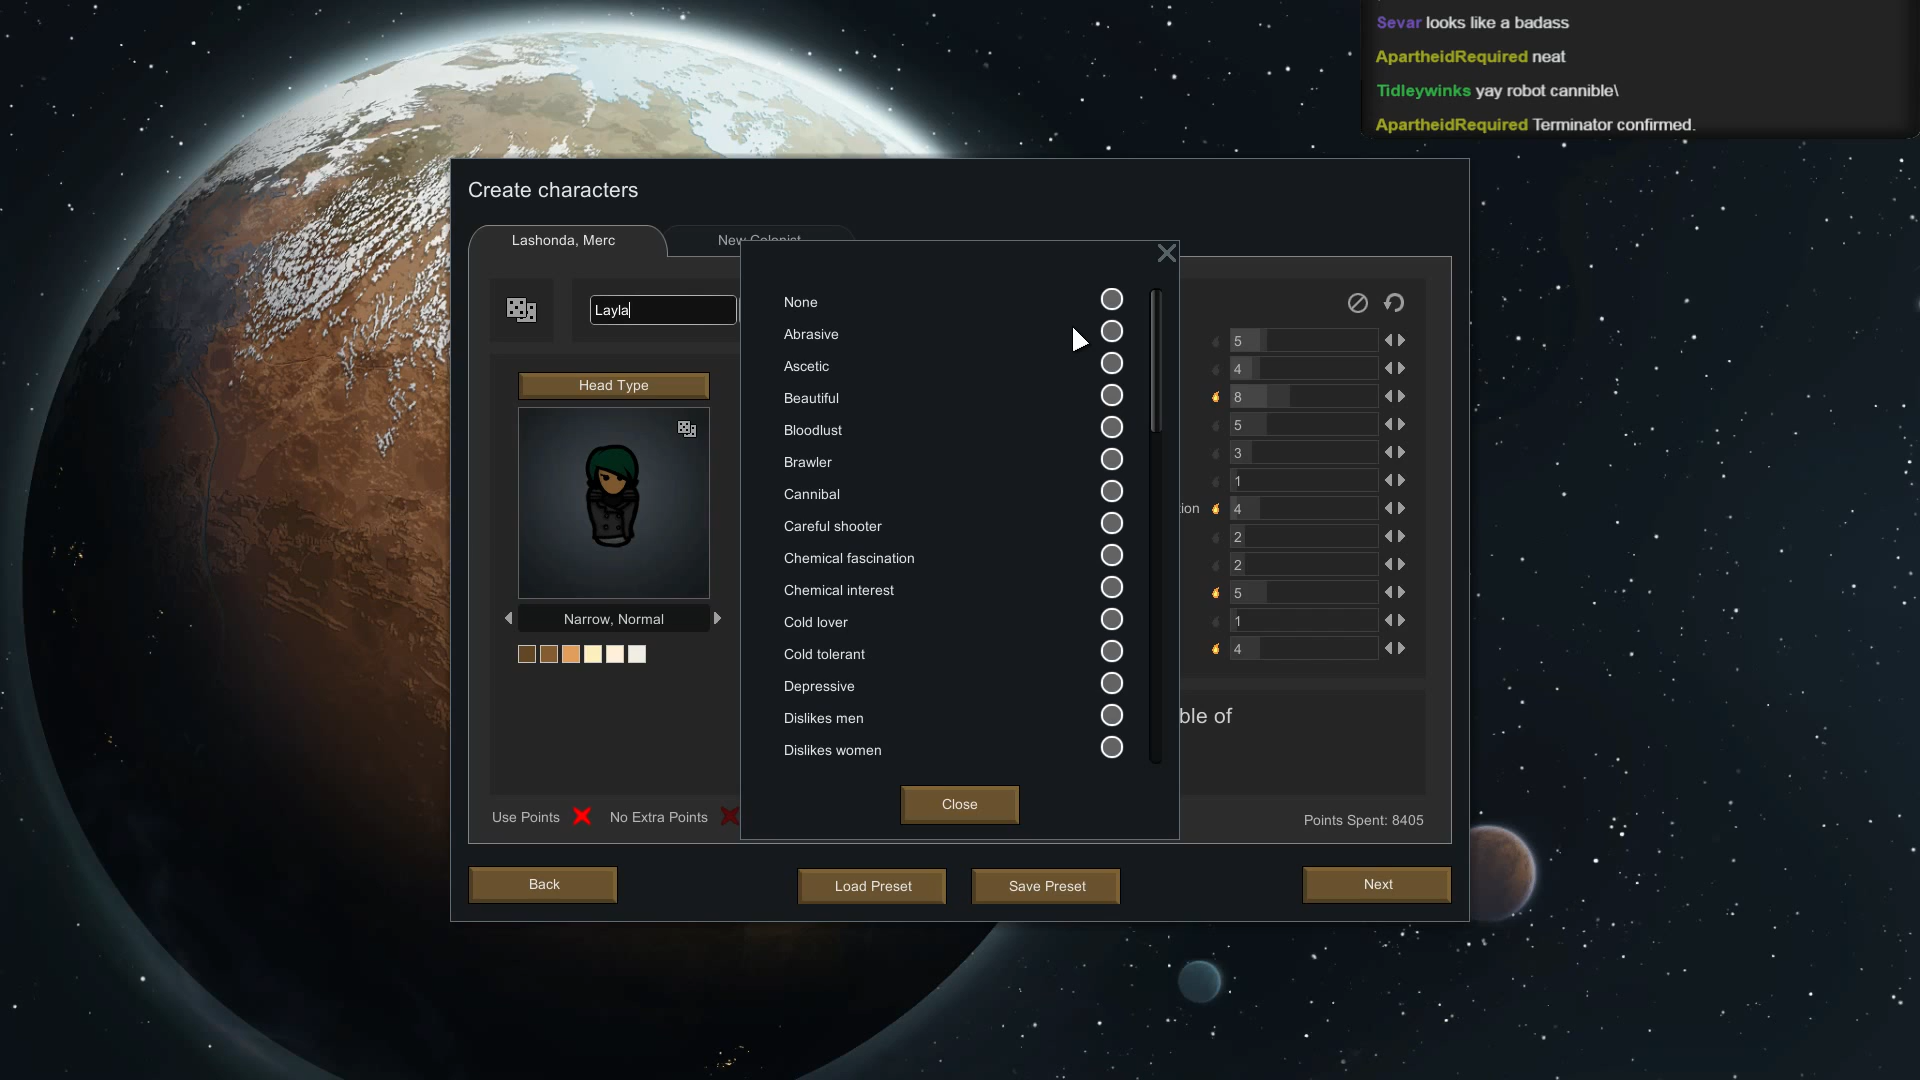 Sevar looks like a badass
ApartheidRequired neat
Tidleywinks yay robot cannible\
ApartheidRequired Terminator confirmed.
Create characters
Lashonda, Merc
New Colonist
Layla
Head Type
Narrow, Normal
None
Abrasive
Ascetic
Beautiful
Bloodlust
Brawler
Cannibal
Careful shooter
Chemical fascination
Chemical interest
Cold lover
Cold tolerant
Depressive
Dislikes men
Dislikes women
Close
5
4
8
5
3
1
tion 4
2
2
5
1
4
ble of
Use Points
No Extra Points
Points Spent: 8405
Back
Load Preset
Save Preset
Next